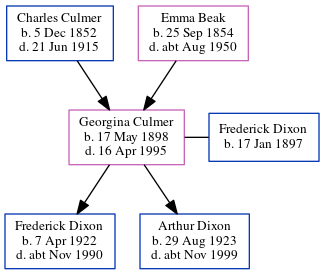 Charles Culmer
b. 5 Dec 1852
d. 21 Jun 1915
Emma Beak
b. 25 Sep 1854
d. abt Aug 1950
Georgina Culmer
b. 17 May 1898
d. 16 Apr 1995
Frederick Dixon
b. 17 Jan 1897
Frederick Dixon
b. 7 Apr 1922
d. abt Nov 1990
Arthur Dixon
b. 29 Aug 1923
d. abt Nov 1999